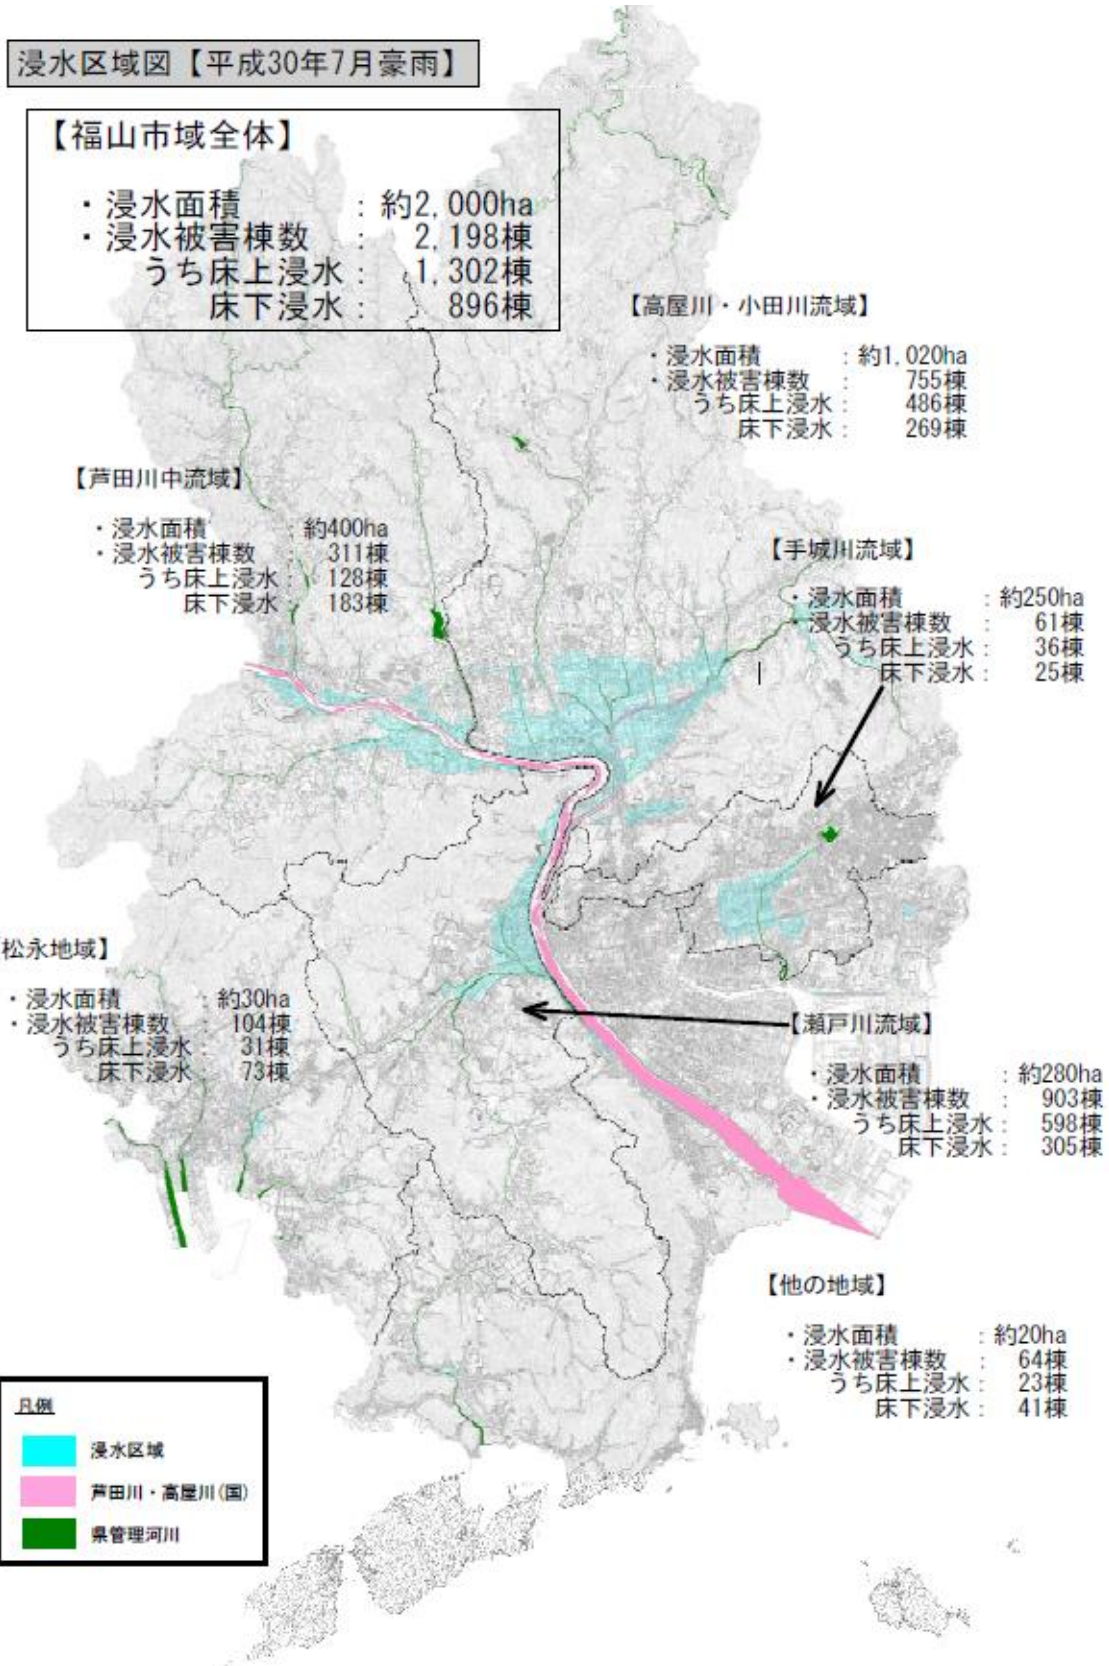 浸水区域図【平成30年7月豪雨】
【福山市域全体】
・浸水面積 : 約2,000ha
・浸水被害棟数 : 2,198棟
うち床上浸水 : 1,302棟
床下浸水 : 896棟
【高屋川・小田川流域】
・浸水面積 : 約1,020ha
・浸水被害棟数 : 755棟
うち床上浸水 : 486棟
床下浸水 : 269棟
【芦田川中流域】
・浸水面積 : 約400ha
・浸水被害棟数 : 311棟
うち床上浸水 : 128棟
床下浸水 : 183棟
【手城川流域】
・浸水面積 : 約250ha
・浸水被害棟数 : 61棟
うち床上浸水 : 36棟
床下浸水 : 25棟
松永地域】
・浸水面積 : 約30ha
・浸水被害棟数 : 104棟
うち床上浸水 : 31棟
床下浸水 : 73棟
【瀬戸川流域】
・浸水面積 : 約280ha
・浸水被害棟数 : 903棟
うち床上浸水 : 598棟
床下浸水 : 305棟
【他の地域】
・浸水面積 : 約20ha
・浸水被害棟数 : 64棟
うち床上浸水 : 23棟
床下浸水 : 41棟
凡例
浸水区域
芦田川・高屋川(国)
県管理河川